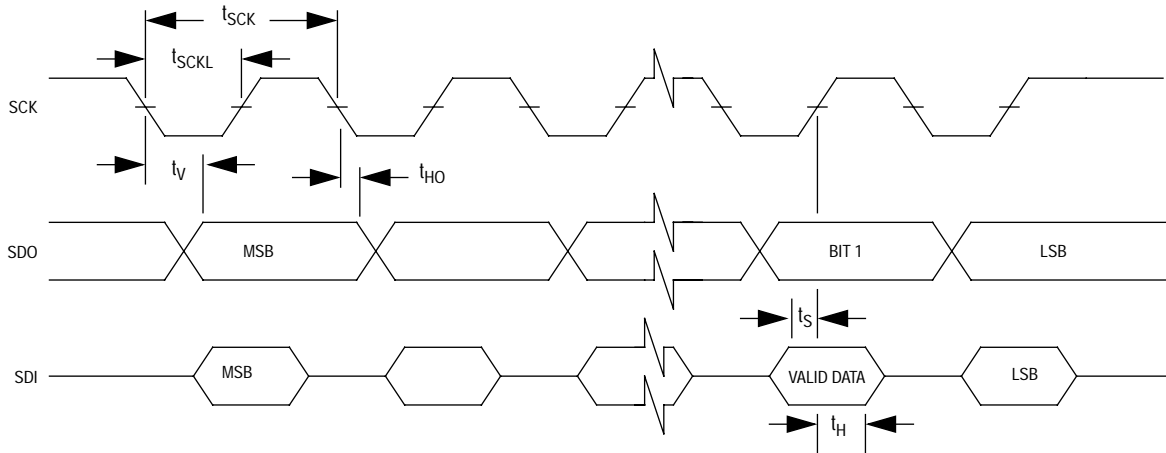 tSCK
tSCKL
SCK
tV
tHO
SDO MSB BIT 1 LSB
tS
SDI MSB VALID DATA LSB
tH